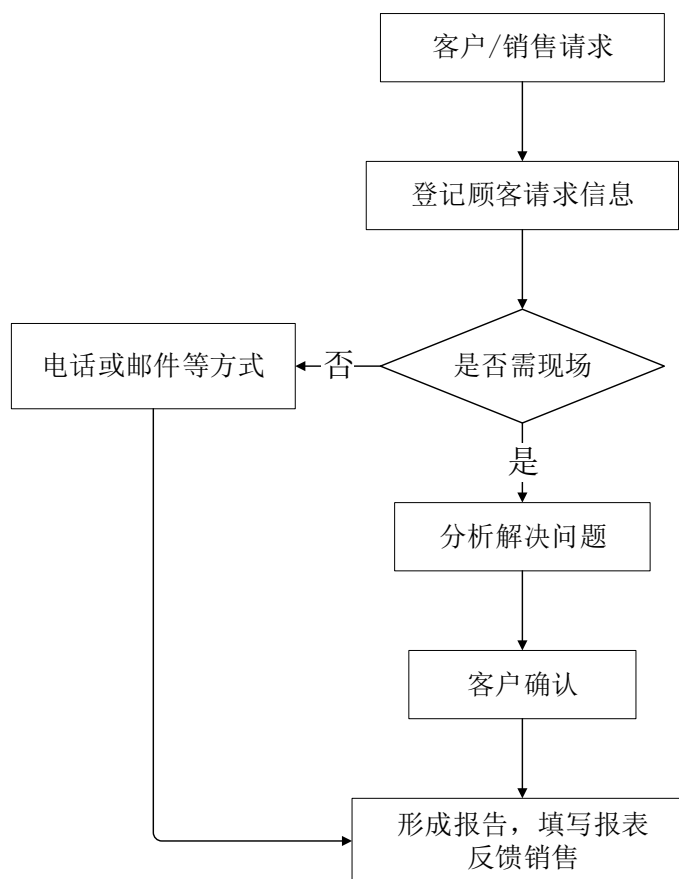 客户/销售请求
登记顾客请求信息
电话或邮件等方式
否
是否需现场
是
分析解决问题
客户确认
形成报告，填写报表
反馈销售